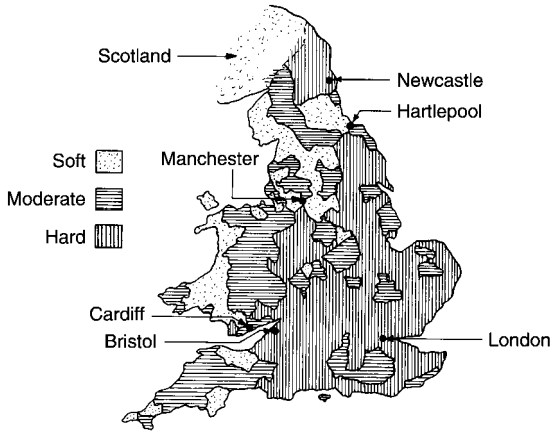 Scotland
Newcastle
Hartlepool
Soft
Manchester
Moderate
Hard
Cardiff
Bristol
London